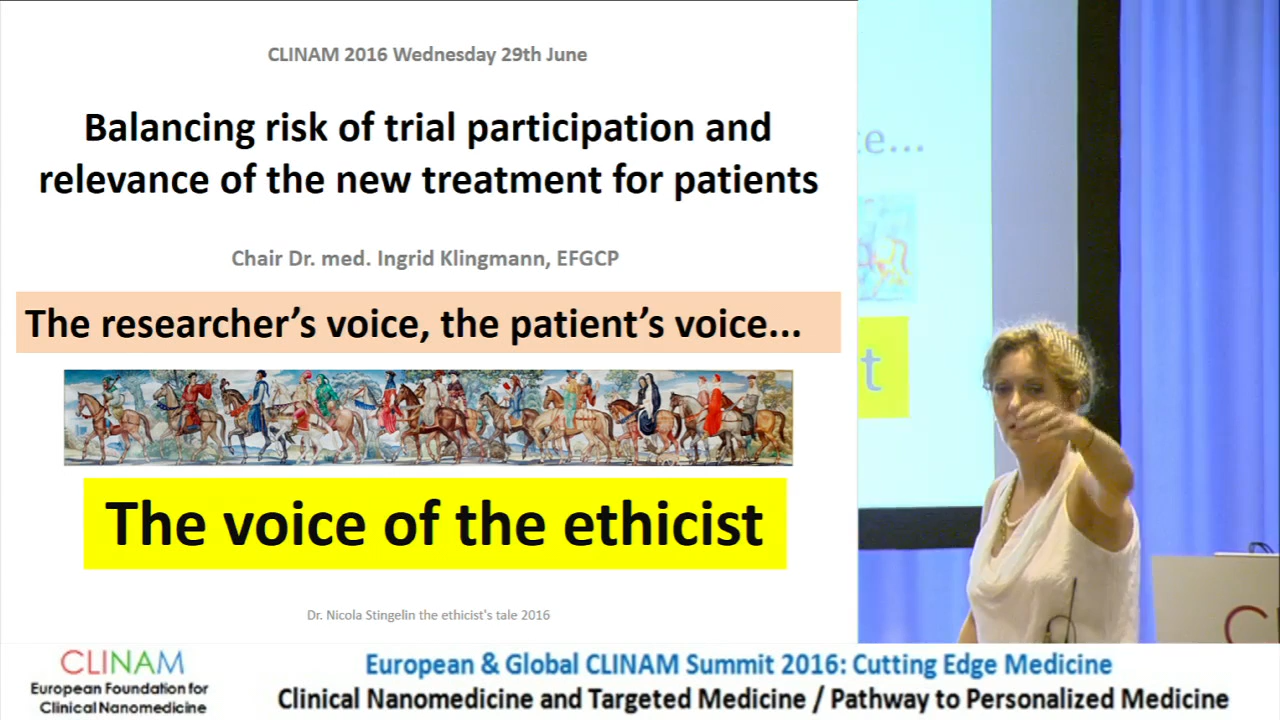 CLINAM 2016 Wednesday 29th June
Balancing risk of trial participation and
relevance of the new treatment for patients
Chair Dr. med. Ingrid Klingmann, EFGCP
The researcher's voice, the patient's voice...
The voice of the ethicist
Dr. Nicola Stingelin the ethicist's tale 2016
CLINAM
European Foundation for
Clinical Nanomedicine
European & Global CLINAM Summit 2016: Cutting Edge Medicine
Clinical Nanomedicine and Targeted Medicine / Pathway to Personalized Medicine